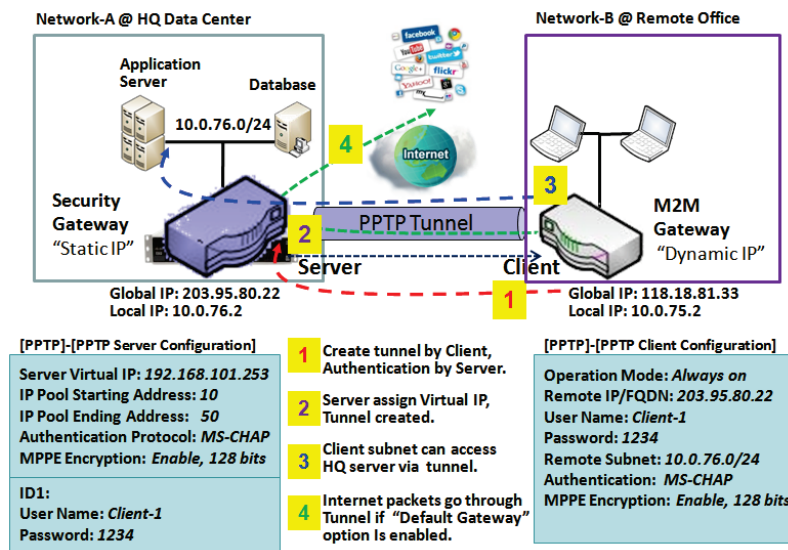 Network-A @ HQ Data Center
Network-B @ Remote Office
Application
Server
Database
10.0.76.0/24
facebook
YouTube
twitter
Google+
flickr
YAHOO!
my
4
Internet
3
Security
Gateway
"Static IP"
2
PPTP Tunnel
M2M
Gateway
"Dynamic IP"
Server
Client
1
Global IP: 203.95.80.22
Local IP: 10.0.76.2
Global IP: 118.18.81.33
Local IP: 10.0.75.2
[PPTP]-[PPTP Server Configuration]
Server Virtual IP: 192.168.101.253
IP Pool Starting Address: 10
IP Pool Ending Address: 50
Authentication Protocol: MS-CHAP
MPPE Encryption: Enable, 128 bits
ID1:
User Name: Client-1
Password: 1234
1 Create tunnel by Client,
Authentication by Server.
2 Server assign Virtual IP,
Tunnel created.
3 Client subnet can access
HQ server via tunnel.
4 Internet packets go through
Tunnel if "Default Gateway"
option Is enabled.
[PPTP]-[PPTP Client Configuration]
Operation Mode: Always on
Remote IP/FQDN: 203.95.80.22
User Name: Client-1
Password: 1234
Remote Subnet: 10.0.76.0/24
Authentication: MS-CHAP
MPPE Encryption: Enable, 128 bits